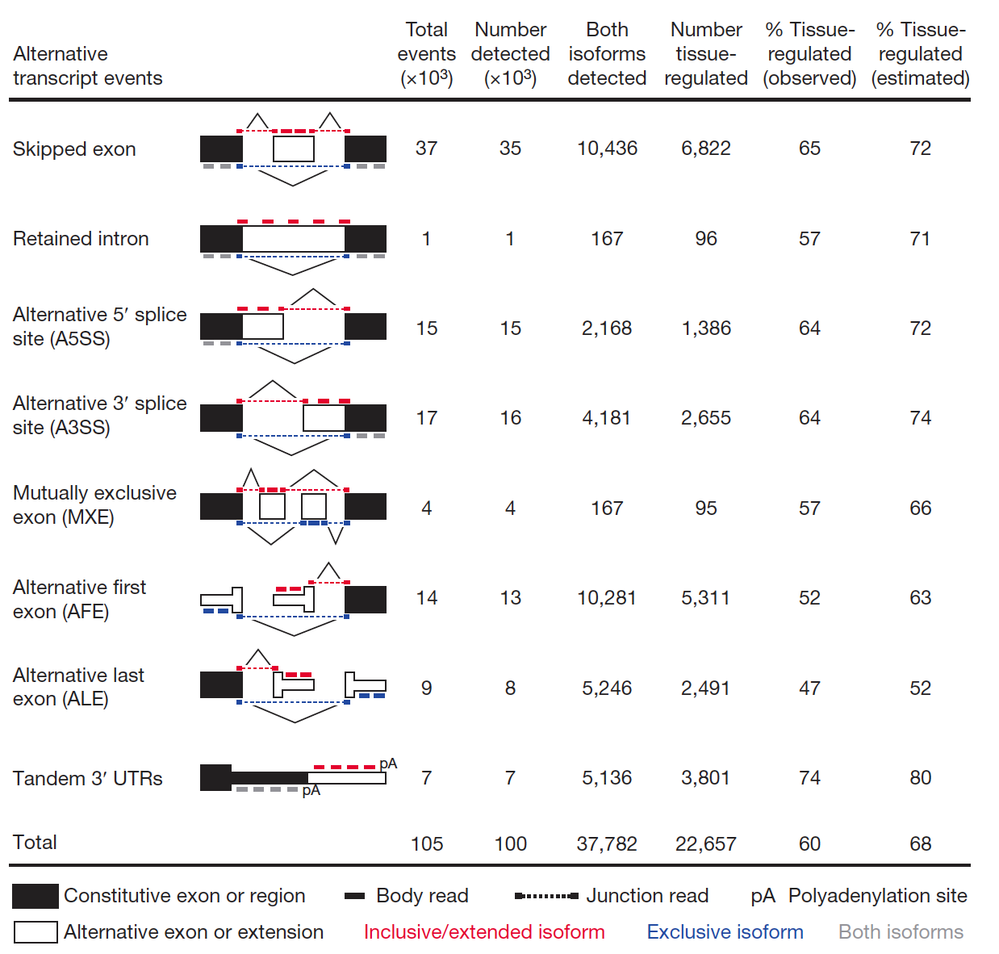 Alternative
transcript events
Total
events
(×10³)
Number
detected
(×10³)
Both
isoforms
detected
Number
tissue-
regulated
% Tissue-
regulated
(observed)
% Tissue-
regulated
(estimated)
Skipped exon 37 35 10,436 6,822 65 72
Retained intron 1 1 167 96 57 71
Alternative 5′ splice
site (A5SS)
15 15 2,168 1,386 64 72
Alternative 3′ splice
site (A3SS)
17 16 4,181 2,655 64 74
Mutually exclusive
exon (MXE)
4 4 167 95 57 66
Alternative first
exon (AFE)
14 13 10,281 5,311 52 63
Alternative last
exon (ALE)
9 8 5,246 2,491 47 52
pA
Tandem 3′ UTRs 7 7 5,136 3,801 74 80
pA
Total 105 100 37,782 22,657 60 68
Constitutive exon or region Body read Junction read pA Polyadenylation site
Alternative exon or extension Inclusive/extended isoform Exclusive isoform Both isoforms